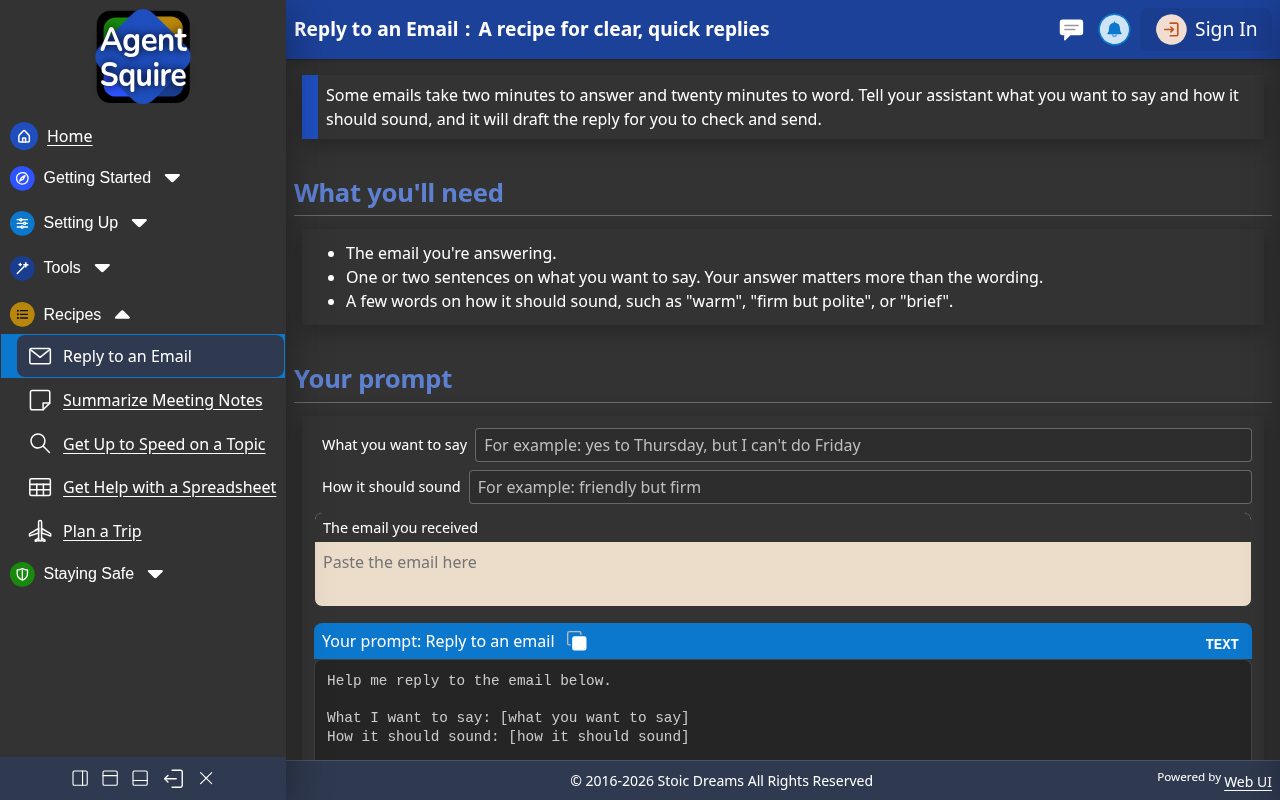 Agent
Squire
Home
Getting Started
Setting Up
Tools
Recipes
Reply to an Email
Summarize Meeting Notes
Get Up to Speed on a Topic
Get Help with a Spreadsheet
Plan a Trip
Staying Safe
Reply to an Email : A recipe for clear, quick replies
Sign In
Some emails take two minutes to answer and twenty minutes to word. Tell your assistant what you want to say and how it
should sound, and it will draft the reply for you to check and send.
What you'll need
The email you're answering.
One or two sentences on what you want to say. Your answer matters more than the wording.
A few words on how it should sound, such as "warm", "firm but polite", or "brief".
Your prompt
What you want to say
For example: yes to Thursday, but I can't do Friday
How it should sound
For example: friendly but firm
The email you received
Paste the email here
Your prompt: Reply to an email
TEXT
Help me reply to the email below.
What I want to say: [what you want to say]
How it should sound: [how it should sound]
© 2016-2026 Stoic Dreams All Rights Reserved
Powered by Web UI